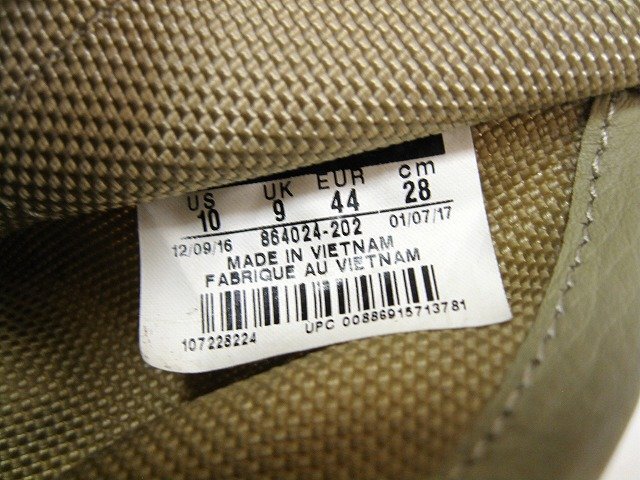 US UK EUR cm
10 9 44 28
12/09/16 864024-202 01/07/17
MADE IN VIETNAM
FABRIQUE AU VIETNAM
107228224 UPC 00886915713781